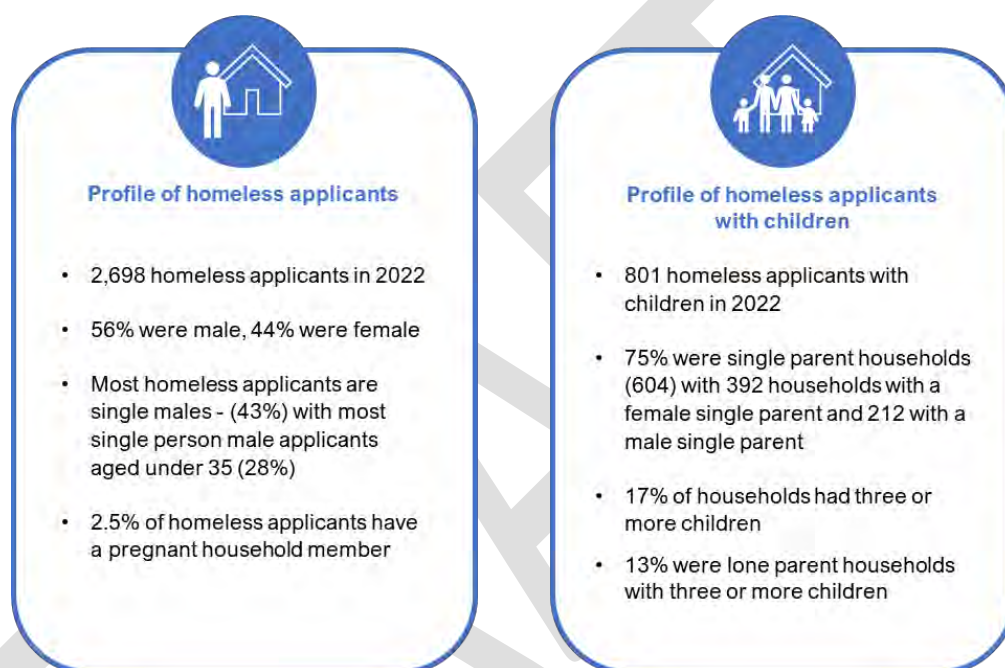 Profile of homeless applicants
• 2,698 homeless applicants in 2022
• 56% were male, 44% were female
• Most homeless applicants are
single males - (43%) with most
single person male applicants
aged under 35 (28%)
• 2.5% of homeless applicants have
a pregnant household member
Profile of homeless applicants
with children
• 801 homeless applicants with
children in 2022
• 75% were single parent households
(604) with 392 households with a
female single parent and 212 with a
male single parent
• 17% of households had three or
more children
• 13% were lone parent households
with three or more children